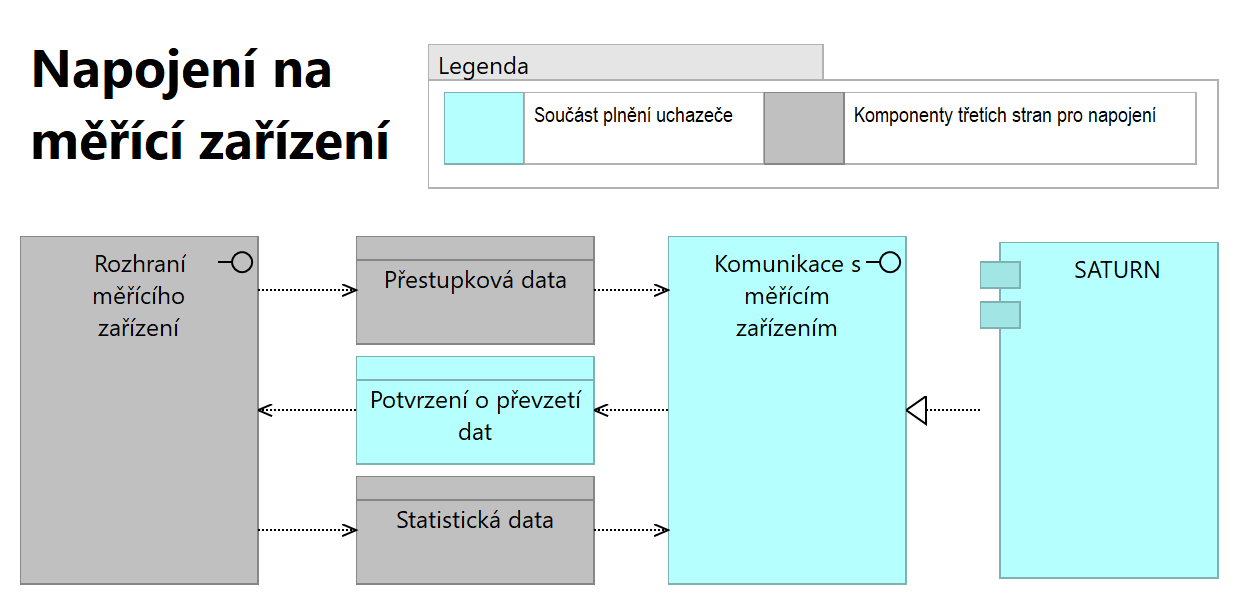 Napojení na
měřící zařízení
Legenda
Součást plnění uchazeče
Komponenty třetích stran pro napojení
Rozhraní
měřícího
zařízení
Přestupková data
Komunikace s
měřícím
zařízením
SATURN
Potvrzení o převzetí
dat
Statistická data